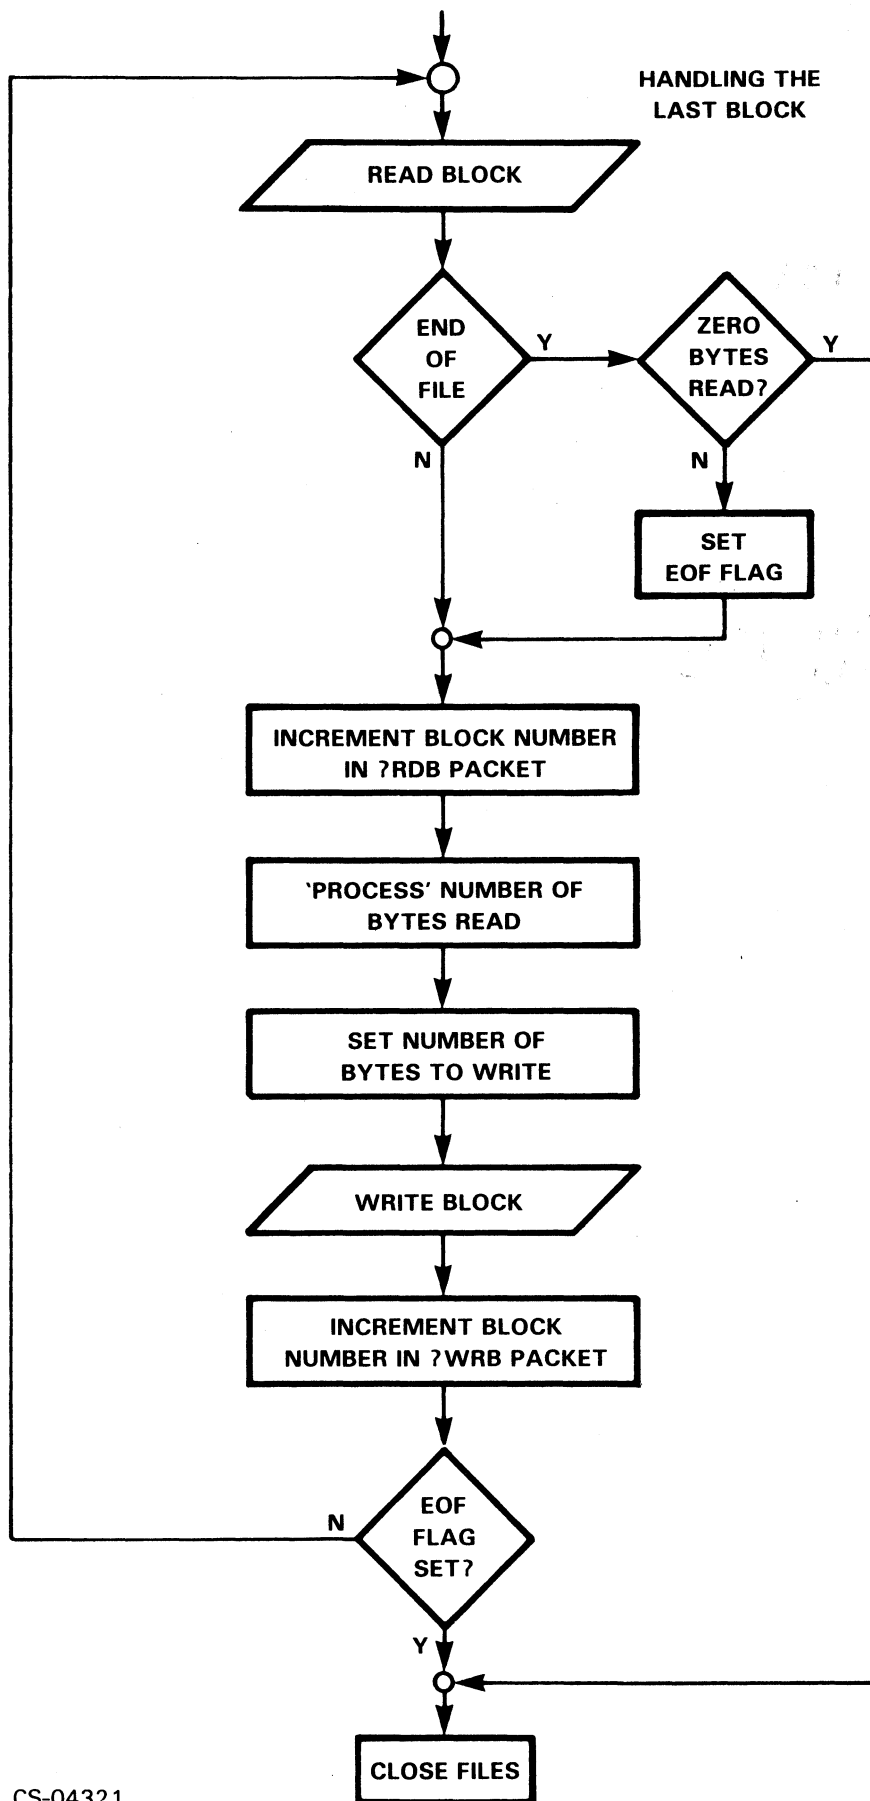 HANDLING THE
LAST BLOCK
READ BLOCK
END
OF
FILE
Y
N
ZERO
BYTES
READ?
Y
N
SET
EOF FLAG
INCREMENT BLOCK NUMBER
IN ?RDB PACKET
'PROCESS' NUMBER OF
BYTES READ
SET NUMBER OF
BYTES TO WRITE
WRITE BLOCK
INCREMENT BLOCK
NUMBER IN ?WRB PACKET
EOF
FLAG
SET?
N
Y
CLOSE FILES
CS-04321